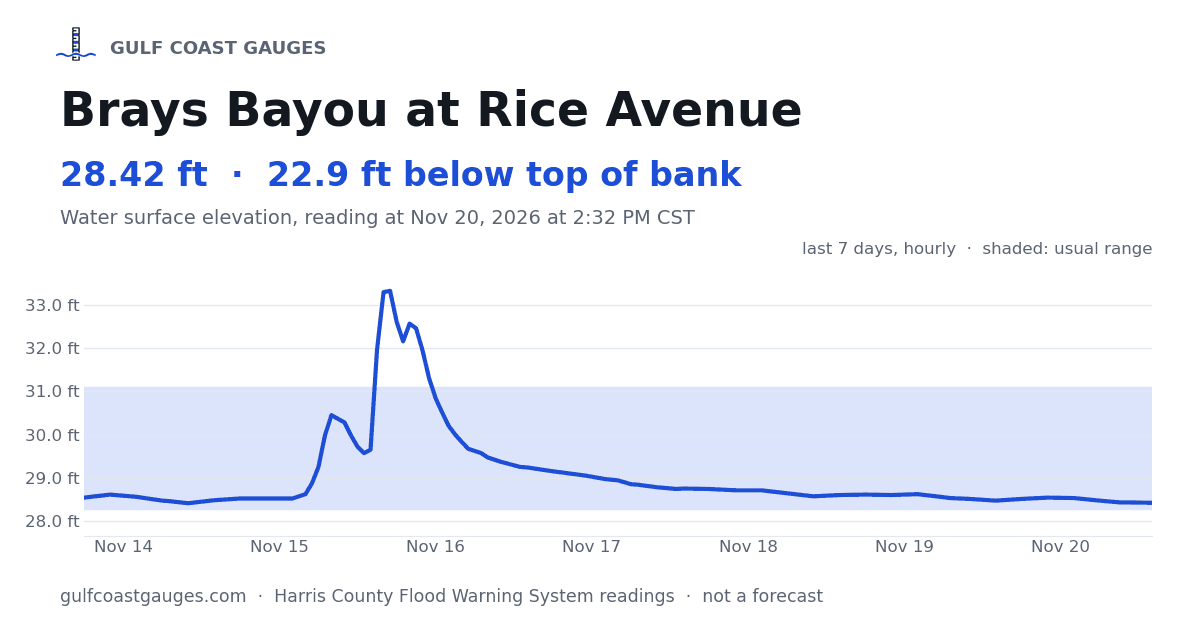 GULF COAST GAUGES
Brays Bayou at Rice Avenue
28.42 ft · 22.9 ft below top of bank
Water surface elevation, reading at Nov 20, 2026 at 2:32 PM CST
last 7 days, hourly · shaded: usual range
33.0 ft
32.0 ft
31.0 ft
30.0 ft
29.0 ft
28.0 ft
Nov 14 Nov 15 Nov 16 Nov 17 Nov 18 Nov 19 Nov 20
gulfcoastgauges.com · Harris County Flood Warning System readings · not a forecast